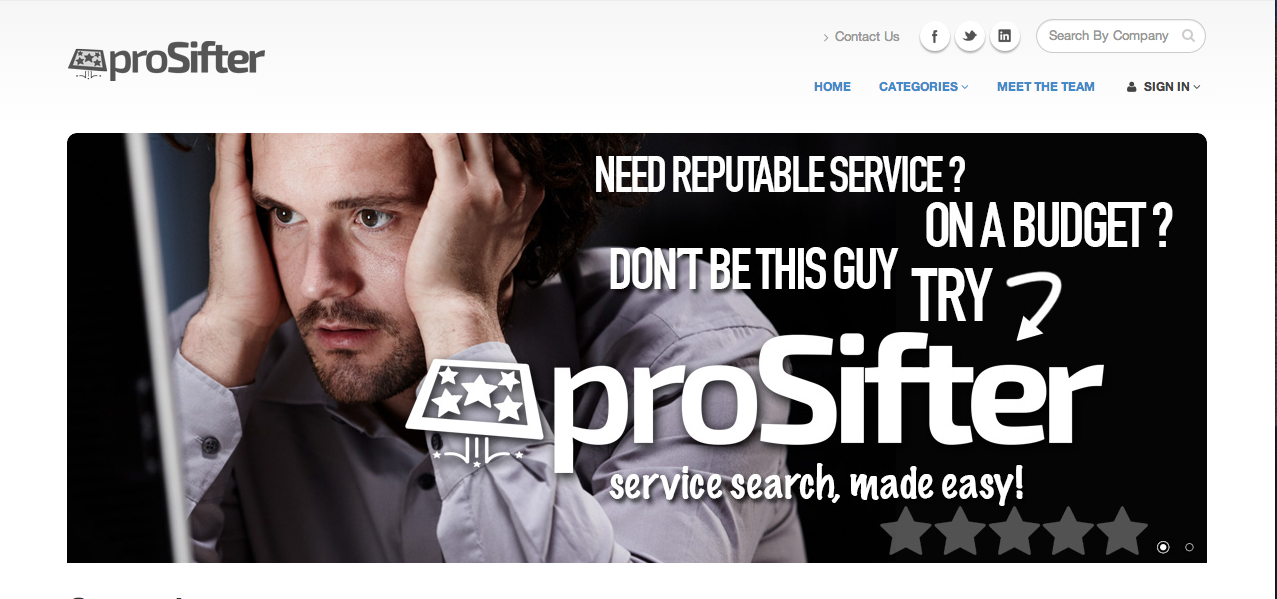 proSifter
Contact Us
Search By Company
HOME CATEGORIES MEET THE TEAM SIGN IN
NEED REPUTABLE SERVICE ?
ON A BUDGET ?
DON'T BE THIS GUY
TRY
proSifter
service search, made easy!